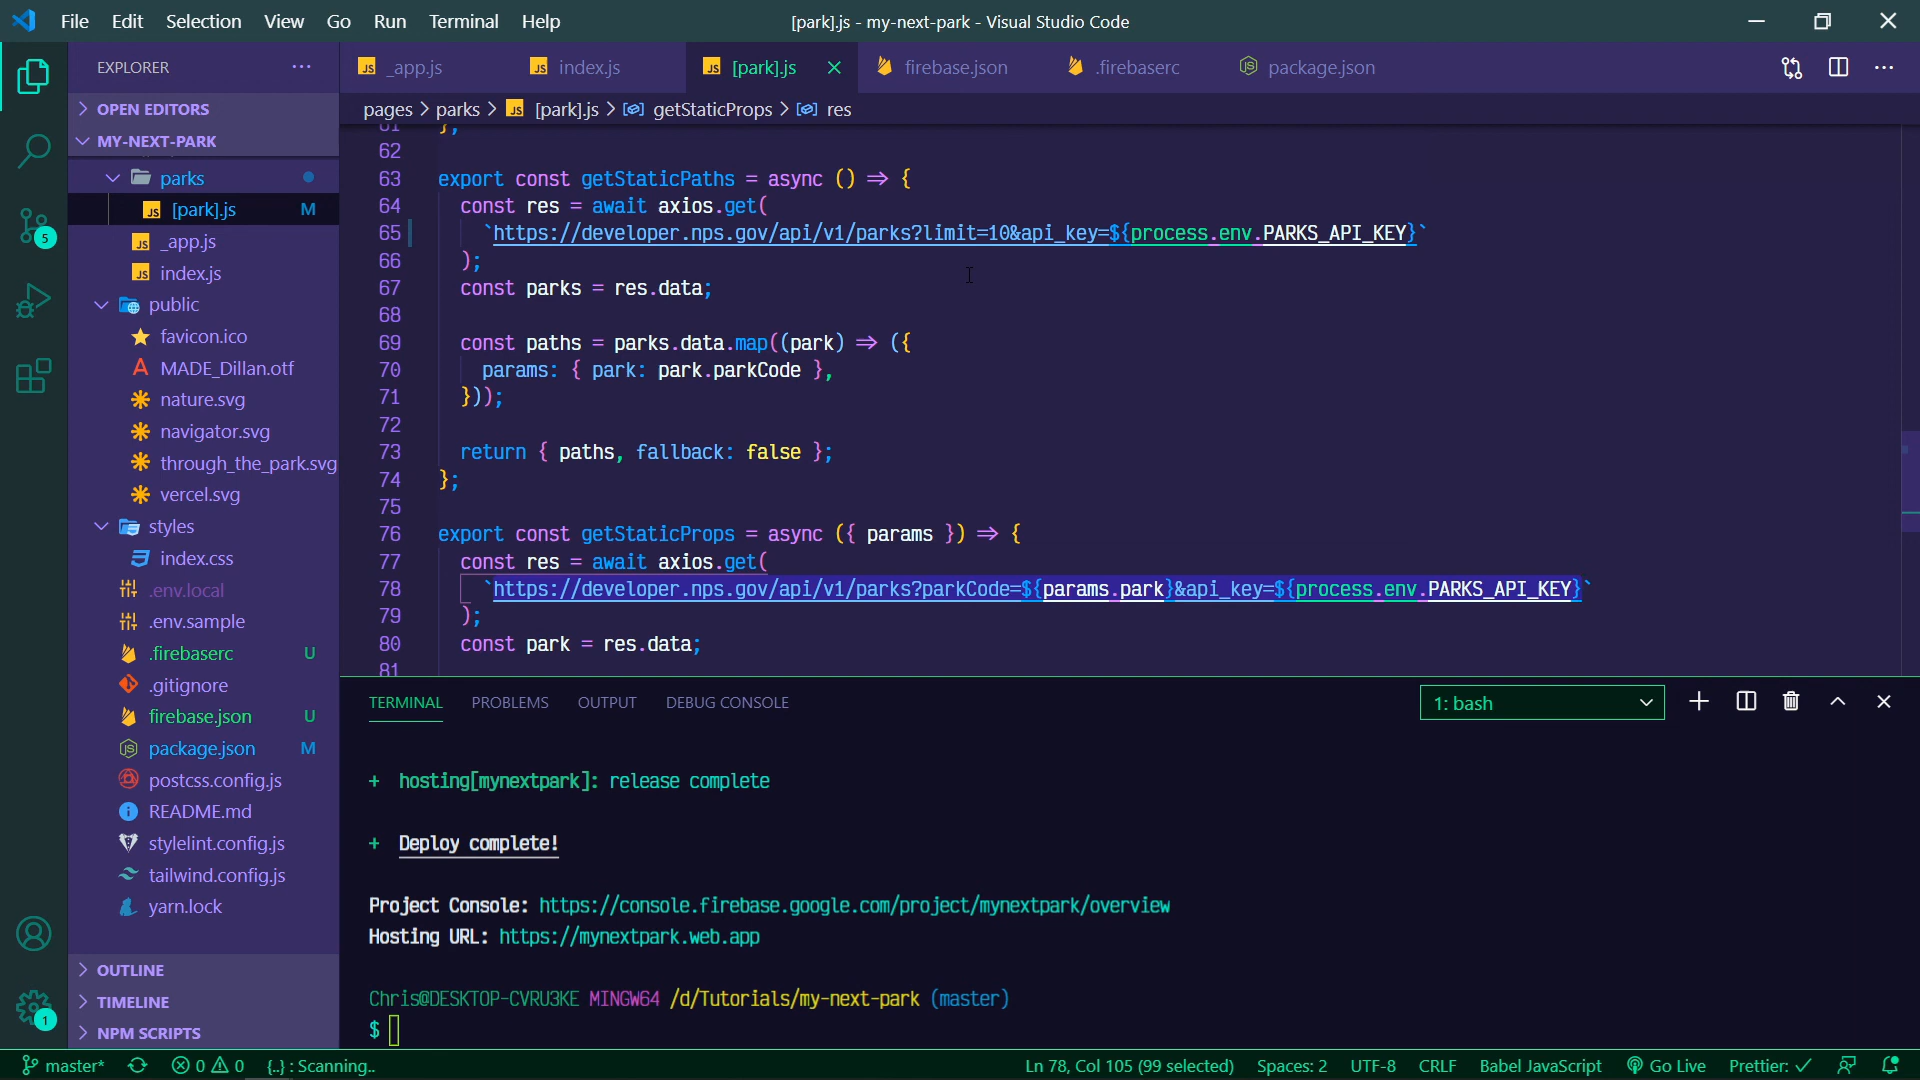 File Edit Selection View Go Run Terminal Help
[park].js - my-next-park - Visual Studio Code
EXPLORER
OPEN EDITORS
MY-NEXT-PARK
parks
[park].js M
_app.js
index.js
public
favicon.ico
MADE_Dillan.otf
nature.svg
navigator.svg
through_the_park.svg
vercel.svg
styles
index.css
.env.local
.env.sample
.firebaserc U
.gitignore
firebase.json U
package.json M
postcss.config.js
README.md
stylelint.config.js
tailwind.config.js
yarn.lock
OUTLINE
TIMELINE
NPM SCRIPTS
5
1
_app.js index.js [park].js firebase.json .firebaserc package.json
pages > parks > [park].js > getStaticProps > res
61 };
62
63 export const getStaticPaths = async () => {
64 const res = await axios.get(
65 `https://developer.nps.gov/api/v1/parks?limit=10&api_key=${process.env.PARKS_API_KEY}`
66 );
67 const parks = res.data;
68
69 const paths = parks.data.map((park) => ({
70 params: { park: park.parkCode },
71 }));
72
73 return { paths, fallback: false };
74 };
75
76 export const getStaticProps = async ({ params }) => {
77 const res = await axios.get(
78 `https://developer.nps.gov/api/v1/parks?parkCode=${params.park}&api_key=${process.env.PARKS_API_KEY}`
79 );
80 const park = res.data;
81
TERMINAL PROBLEMS OUTPUT DEBUG CONSOLE
1: bash
+ hosting[mynextpark]: release complete
+ Deploy complete!
Project Console: https://console.firebase.google.com/project/mynextpark/overview
Hosting URL: https://mynextpark.web.app
Chris@DESKTOP-CVRU3KE MINGW64 /d/Tutorials/my-next-park (master)
$
master* 0 0 {..} : Scanning..
Ln 78, Col 105 (99 selected) Spaces: 2 UTF-8 CRLF Babel JavaScript Go Live Prettier: ✓